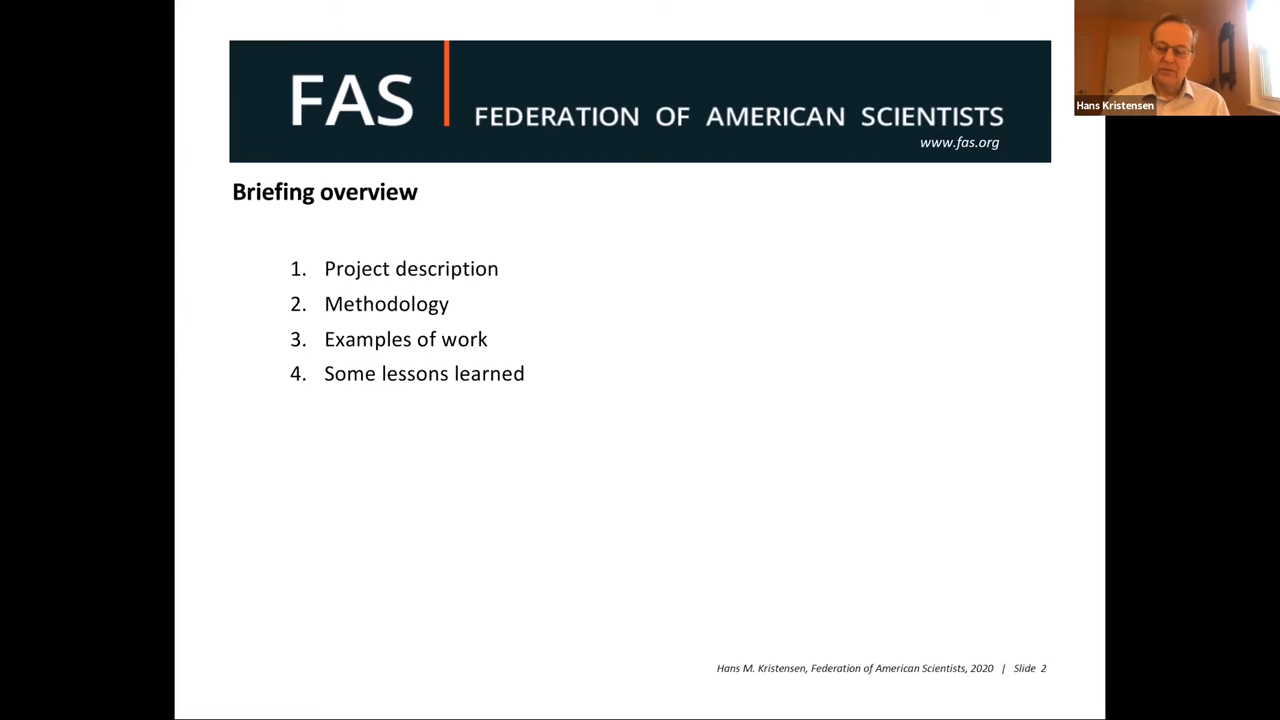 FAS
FEDERATION OF AMERICAN SCIENTISTS
www.fas.org
Hans Kristensen
Briefing overview
1. Project description
2. Methodology
3. Examples of work
4. Some lessons learned
Hans M. Kristensen, Federation of American Scientists, 2020 | Slide 2